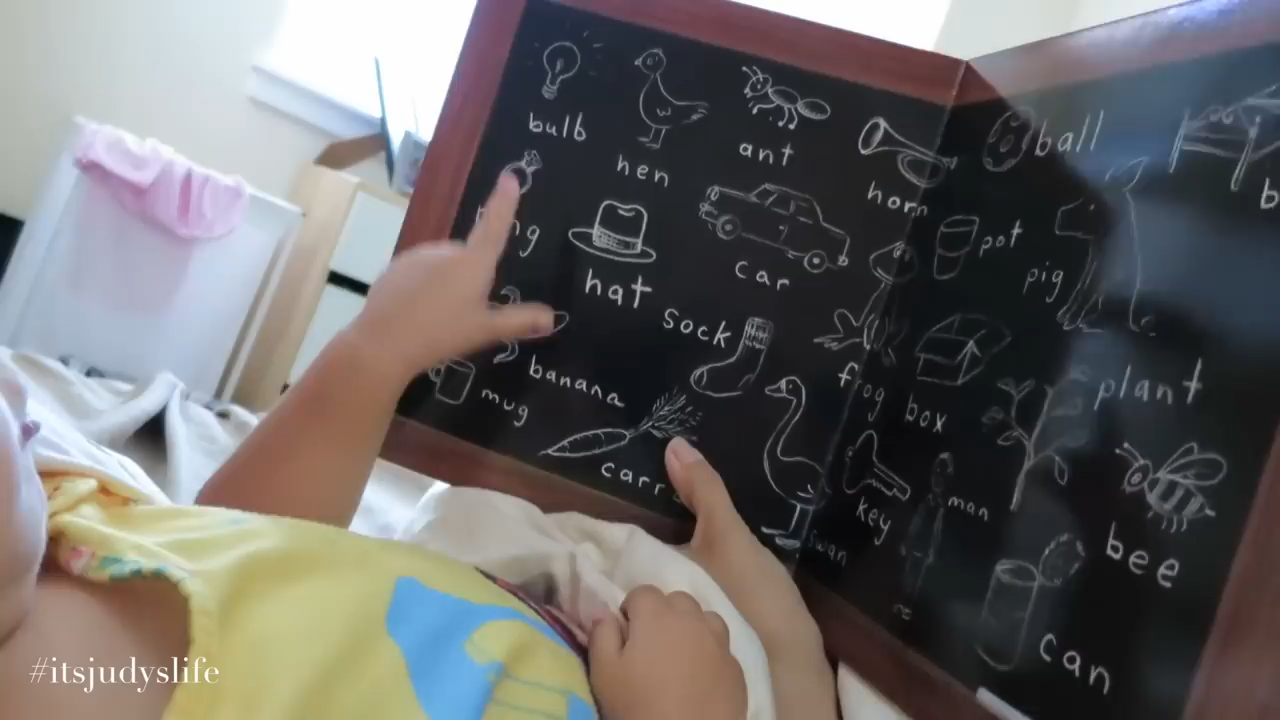 bulb
hen
ant
horn
ball
hat
car
pot
pig
sock
banana
mug
frog
box
plant
key
man
swan
bee
can
#itsjudyslife